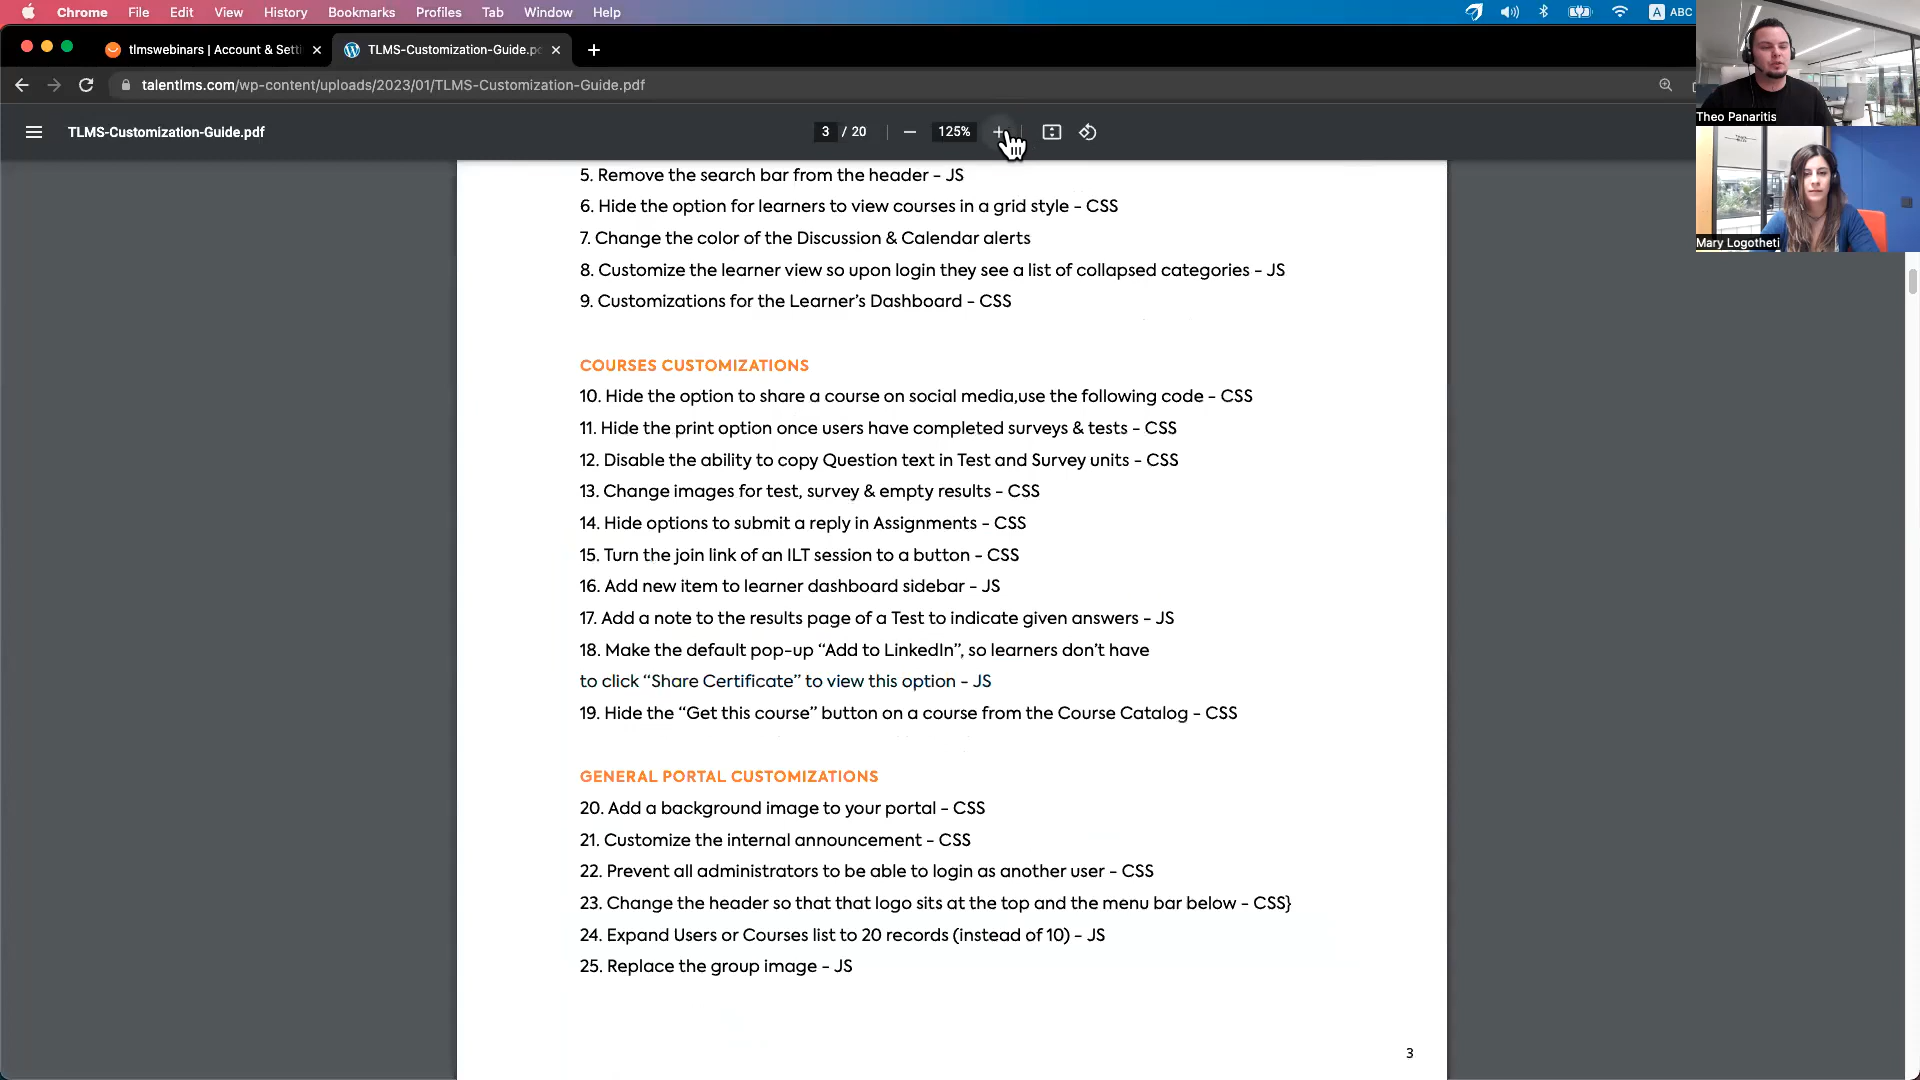 Chrome File Edit View History Bookmarks Profiles Tab Window Help A ABC
tlmswebinars | Account & Setti TLMS-Customization-Guide.pd
talentlms.com/wp-content/uploads/2023/01/TLMS-Customization-Guide.pdf
TLMS-Customization-Guide.pdf 3 / 20 125%
Theo Panaritis
Mary Logotheti
5. Remove the search bar from the header - JS
6. Hide the option for learners to view courses in a grid style - CSS
7. Change the color of the Discussion & Calendar alerts
8. Customize the learner view so upon login they see a list of collapsed categories - JS
9. Customizations for the Learner's Dashboard - CSS
COURSES CUSTOMIZATIONS
10. Hide the option to share a course on social media,use the following code - CSS
11. Hide the print option once users have completed surveys & tests - CSS
12. Disable the ability to copy Question text in Test and Survey units - CSS
13. Change images for test, survey & empty results - CSS
14. Hide options to submit a reply in Assignments - CSS
15. Turn the join link of an ILT session to a button - CSS
16. Add new item to learner dashboard sidebar - JS
17. Add a note to the results page of a Test to indicate given answers - JS
18. Make the default pop-up “Add to LinkedIn”, so learners don’t have
to click “Share Certificate” to view this option - JS
19. Hide the “Get this course” button on a course from the Course Catalog - CSS
GENERAL PORTAL CUSTOMIZATIONS
20. Add a background image to your portal - CSS
21. Customize the internal announcement - CSS
22. Prevent all administrators to be able to login as another user - CSS
23. Change the header so that that logo sits at the top and the menu bar below - CSS}
24. Expand Users or Courses list to 20 records (instead of 10) - JS
25. Replace the group image - JS
3